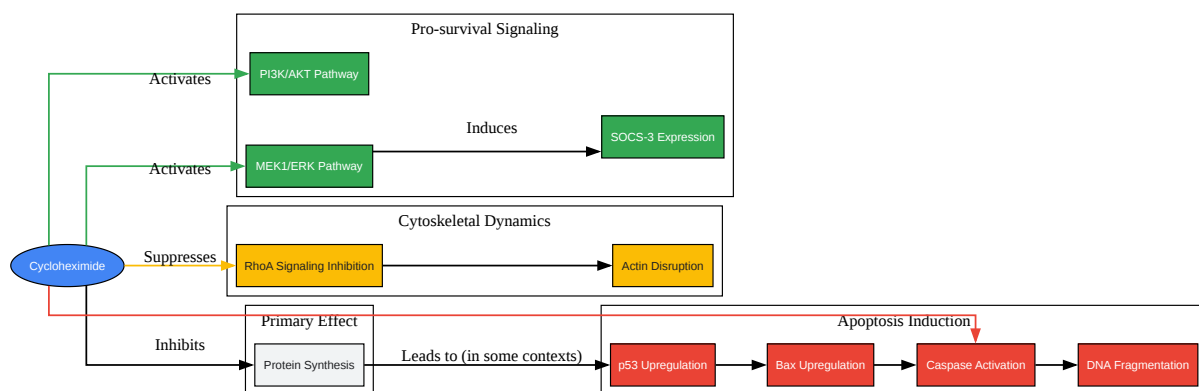 Pro-survival Signaling
PI3K/AKT Pathway
Activates
Induces
SOCS-3 Expression
MEK1/ERK Pathway
Activates
Cytoskeletal Dynamics
Cycloheximide
Suppresses
RhoA Signaling Inhibition
Actin Disruption
Primary Effect
Apoptosis Induction
Inhibits
Protein Synthesis
Leads to (in some contexts)
p53 Upregulation
Bax Upregulation
Caspase Activation
DNA Fragmentation